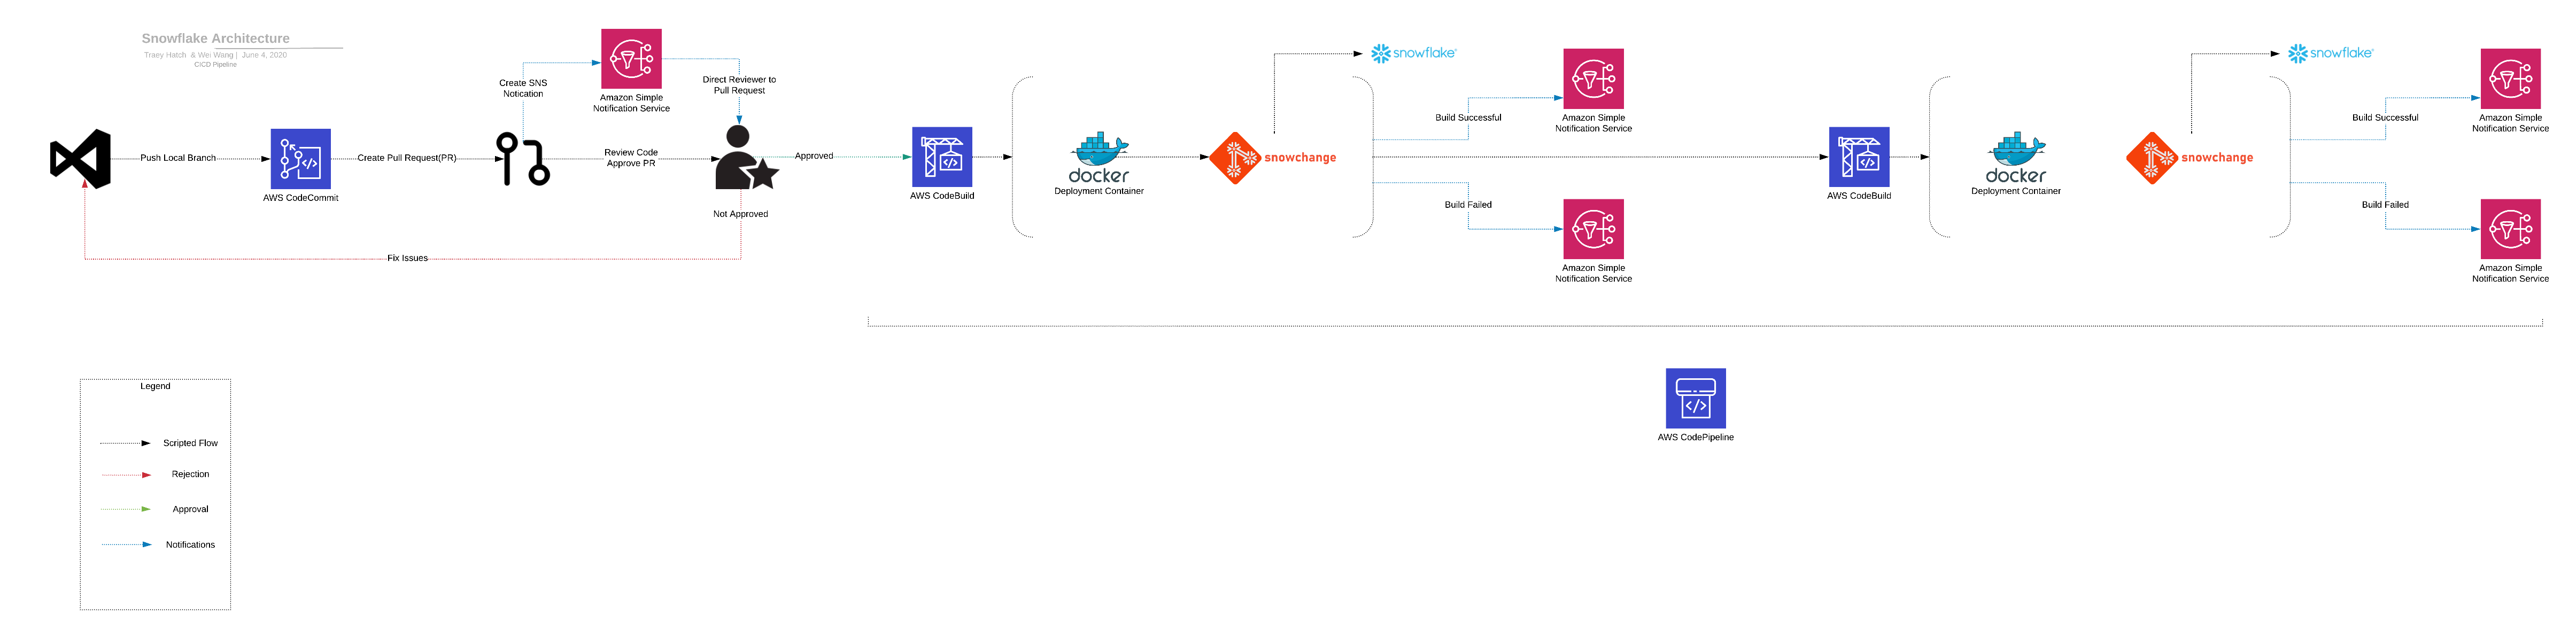 Snowflake Architecture
Traey Hatch & Wei Wang | June 4, 2020
CICD Pipeline
Create SNS
Notication
Amazon Simple
Notification Service
Direct Reviewer to
Pull Request
Push Local Branch
AWS CodeCommit
Create Pull Request(PR)
Review Code
Approve PR
Approved
Not Approved
Fix Issues
AWS CodeBuild
docker
Deployment Container
snowchange
snowflake
Build Successful
Amazon Simple
Notification Service
Build Failed
Amazon Simple
Notification Service
AWS CodeBuild
docker
Deployment Container
snowchange
snowflake
Build Successful
Amazon Simple
Notification Service
Build Failed
Amazon Simple
Notification Service
AWS CodePipeline
Legend
Scripted Flow
Rejection
Approval
Notifications